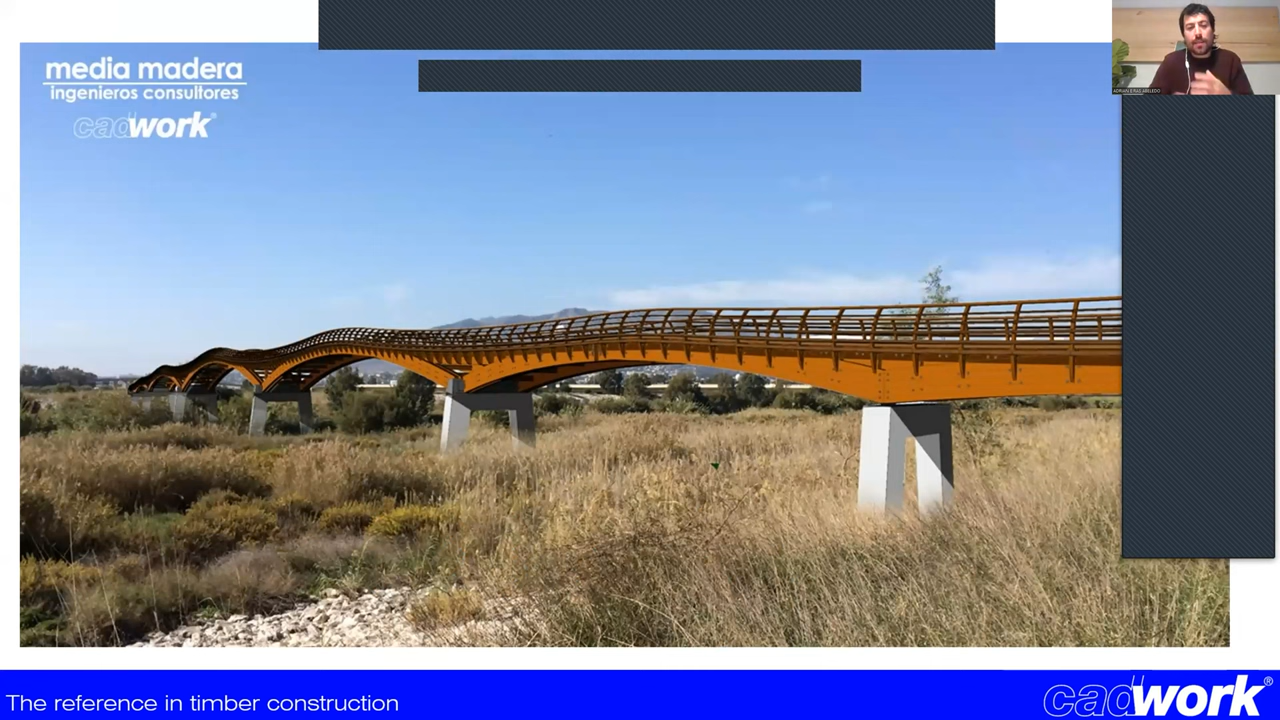 media madera
ingenieros consultores
cadwork®
The reference in timber construction
cadwork®